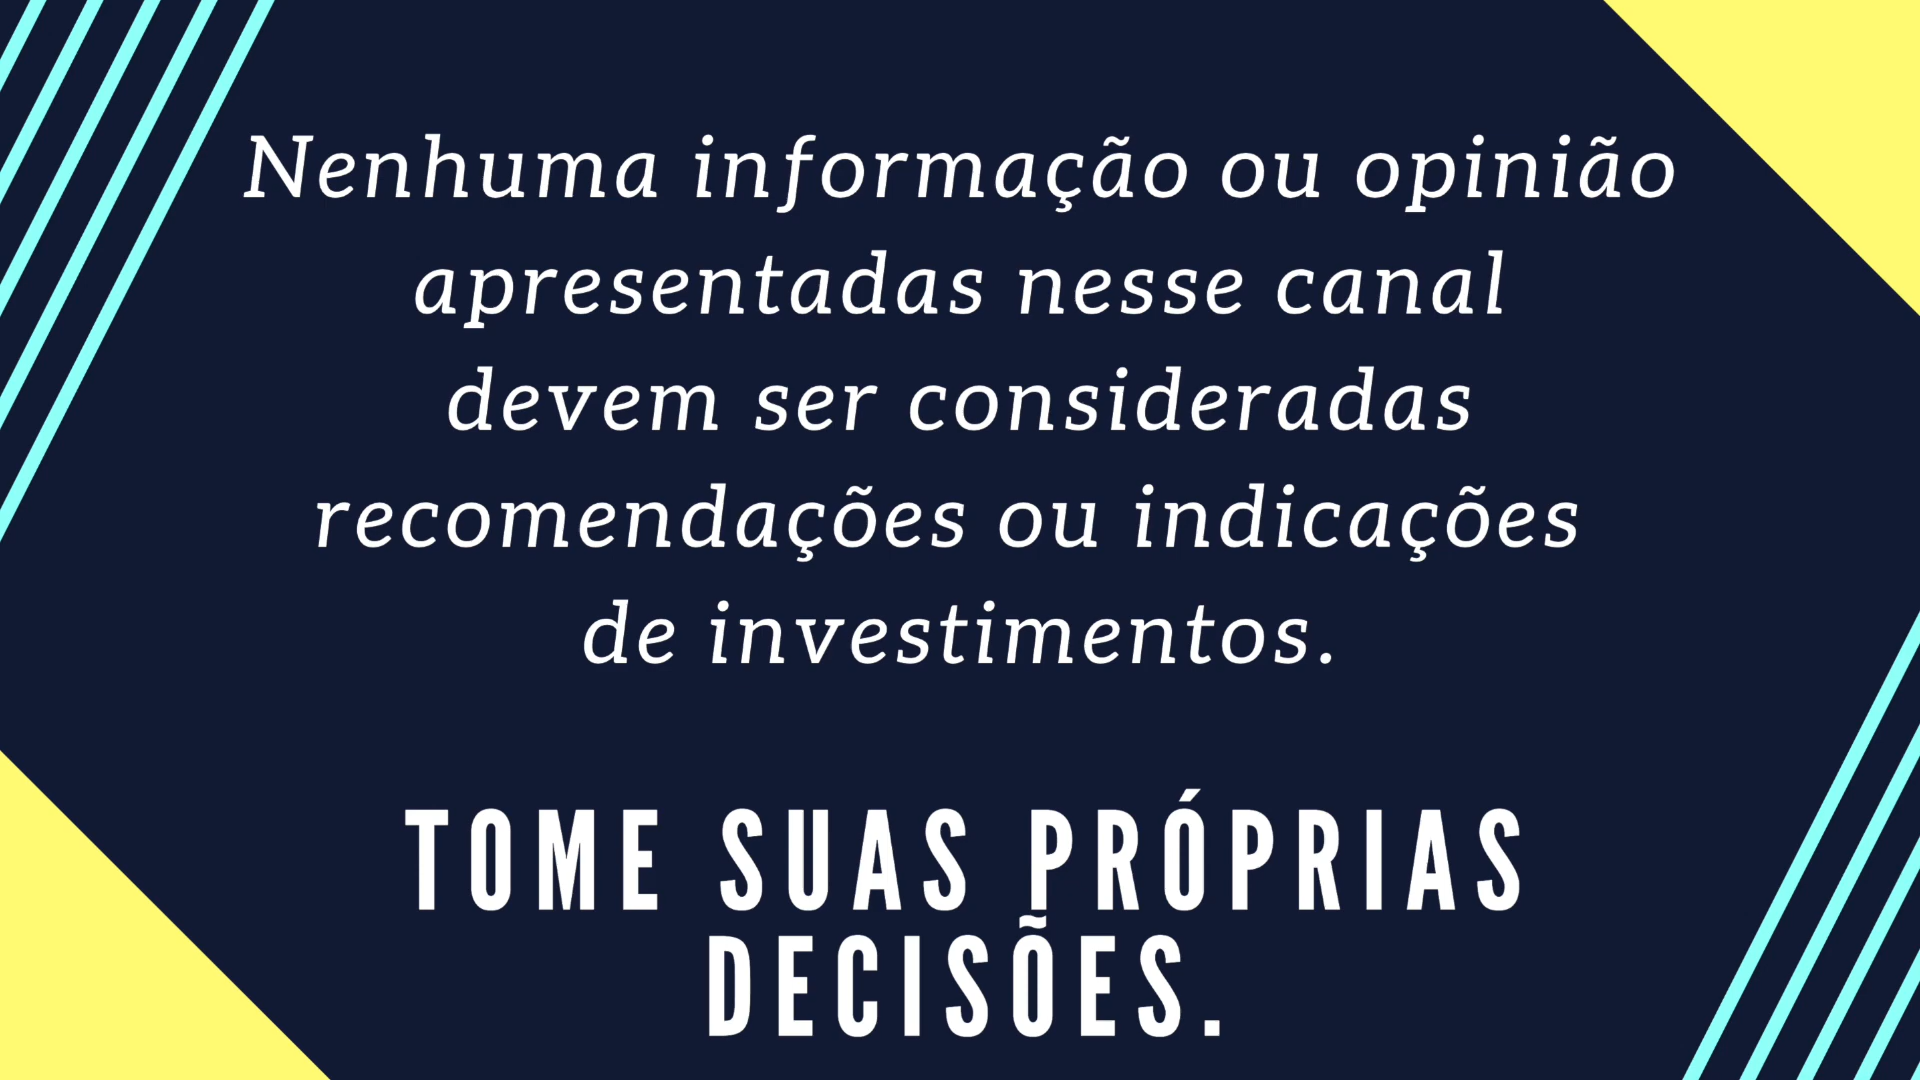 Nenhuma informação ou opinião
apresentadas nesse canal
devem ser consideradas
recomendações ou indicações
de investimentos.
TOME SUAS PRÓPRIAS
DECISÕES.